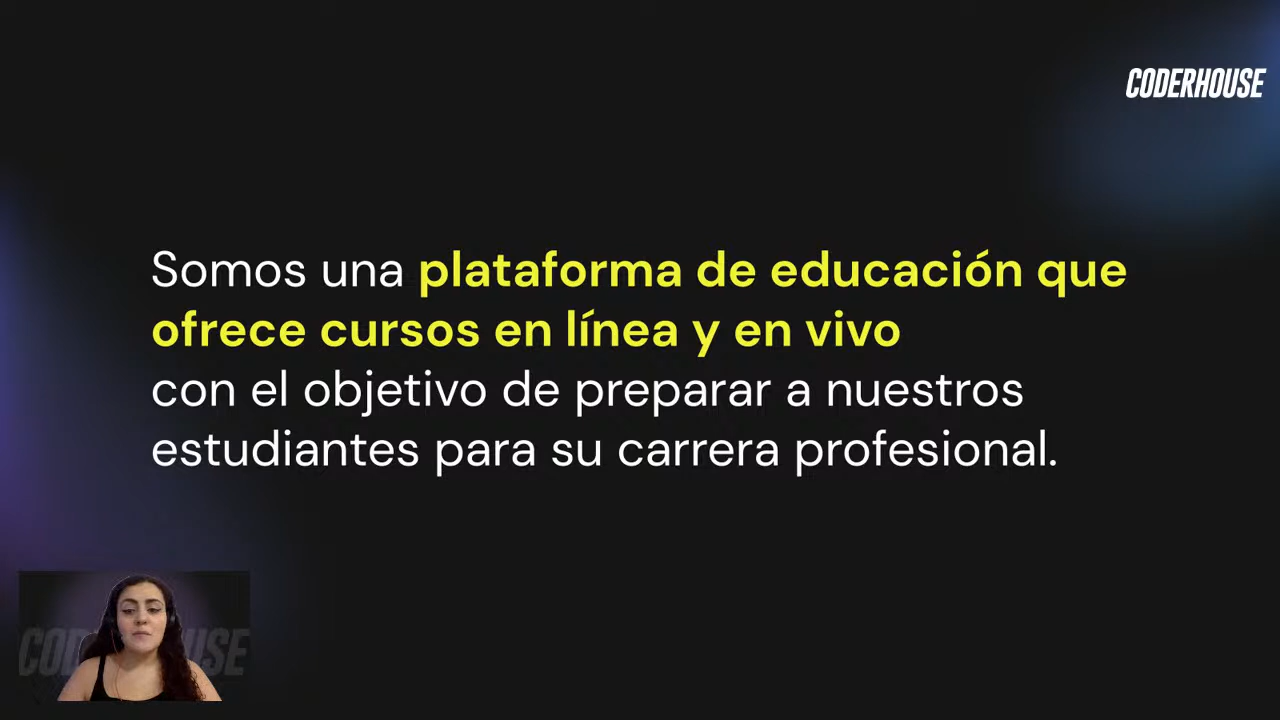 CODERHOUSE
Somos una plataforma de educación que
ofrece cursos en línea y en vivo
con el objetivo de preparar a nuestros
estudiantes para su carrera profesional.